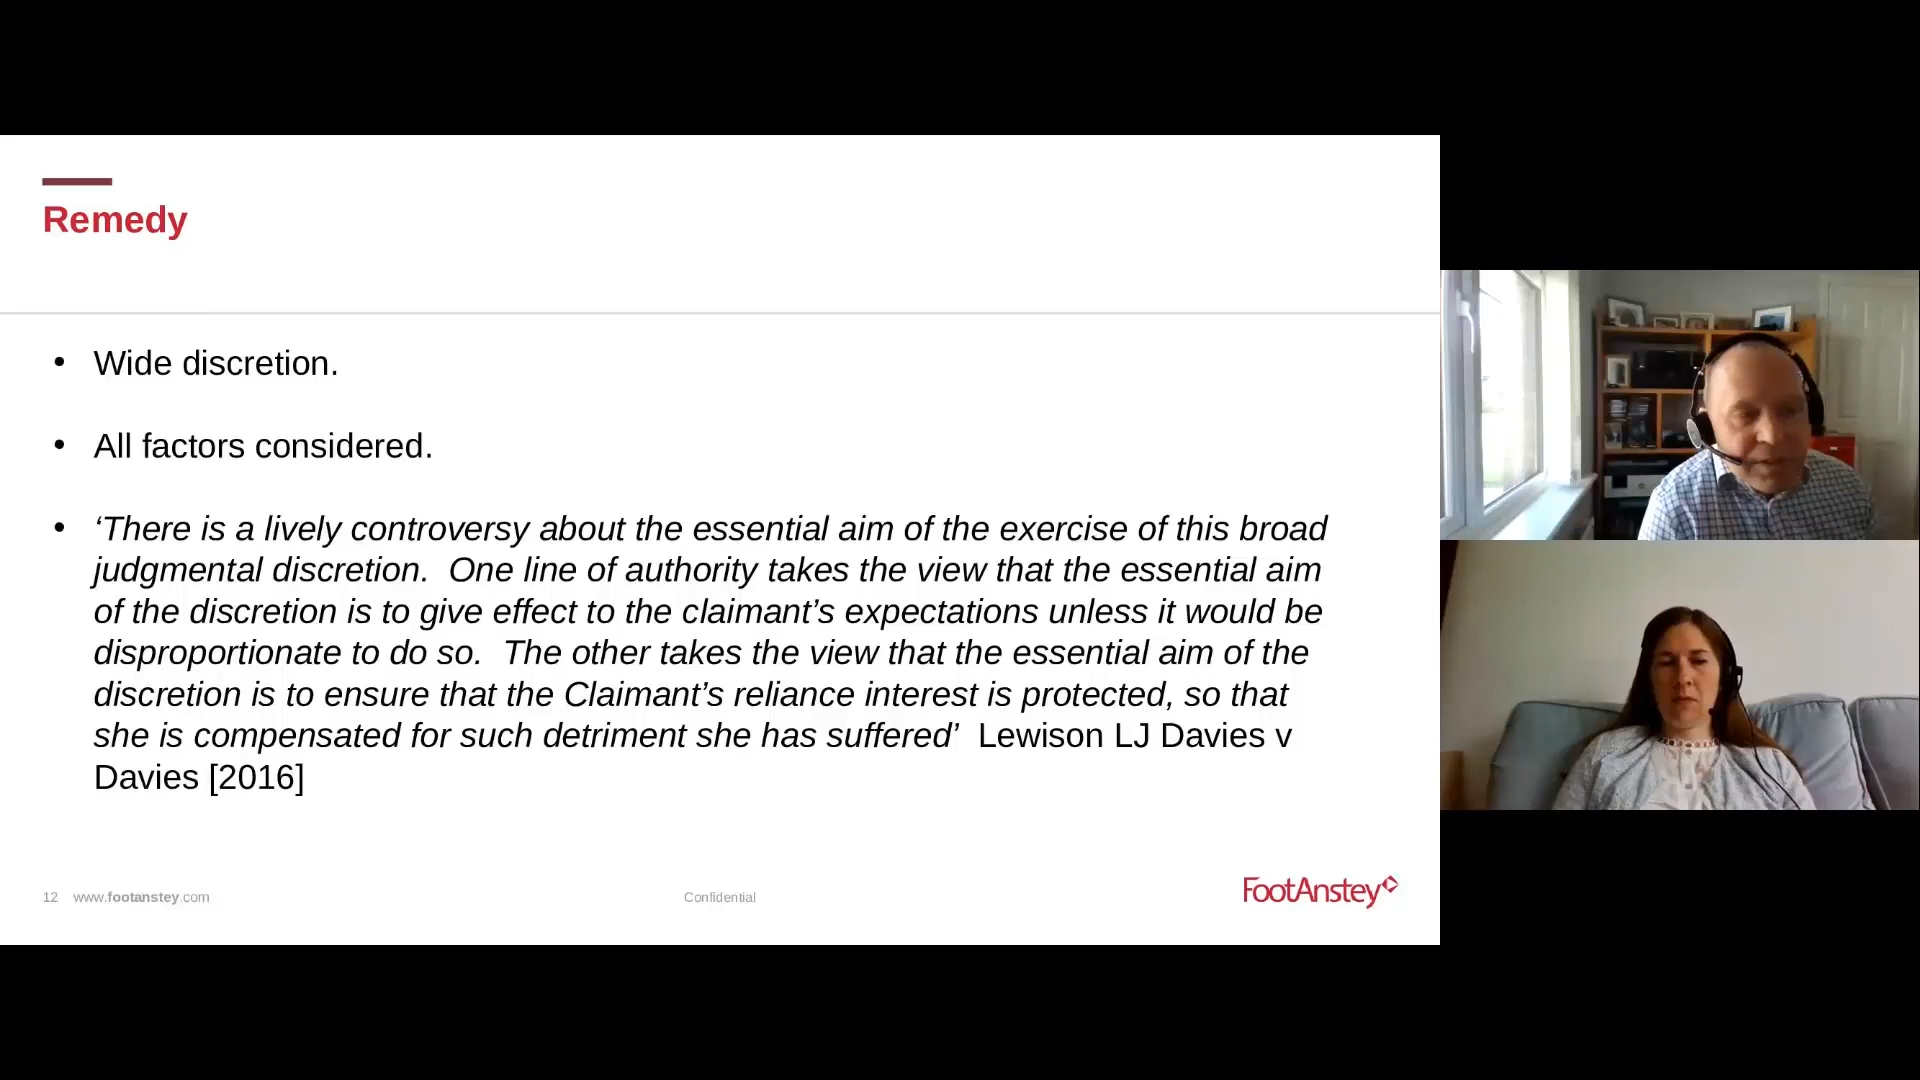 Remedy
• Wide discretion.
• All factors considered.
• ‘There is a lively controversy about the essential aim of the exercise of this broad
judgmental discretion.  One line of authority takes the view that the essential aim
of the discretion is to give effect to the claimant’s expectations unless it would be
disproportionate to do so.  The other takes the view that the essential aim of the
discretion is to ensure that the Claimant’s reliance interest is protected, so that
she is compensated for such detriment she has suffered’  Lewison LJ Davies v
Davies [2016]
12 www.footanstey.com
Confidential
FootAnstey